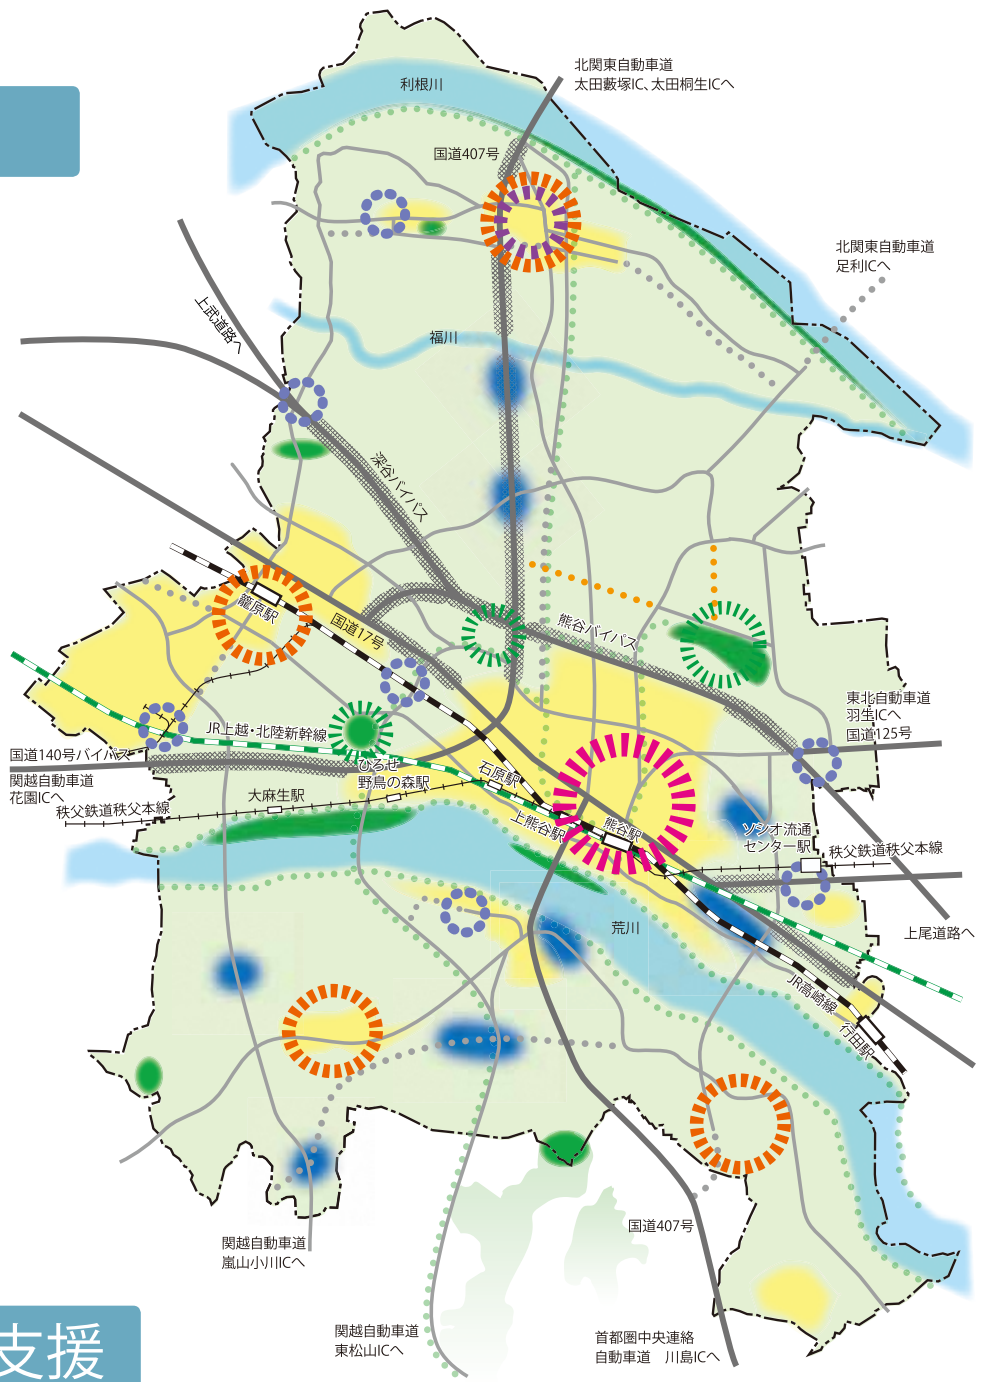 北関東自動車道
太田藪塚IC、太田桐生ICへ
利根川
国道407号
北関東自動車道
足利ICへ
上武道路へ
福川
深谷バイパス
籠原駅
国道17号
熊谷バイパス
東北自動車道
羽生ICへ
国道125号
JR上越・北陸新幹線
国道140号バイパス
関越自動車道
花園ICへ
ひろせ
野鳥の森駅
石原駅
大麻生駅
秩父鉄道秩父本線
上熊谷駅
熊谷駅
ソシオ流通
センター駅
秩父鉄道秩父本線
荒川
上尾道路へ
JR高崎線
行田駅
国道407号
関越自動車道
嵐山小川ICへ
関越自動車道
東松山ICへ
首都圏中央連絡
自動車道　川島ICへ
支援